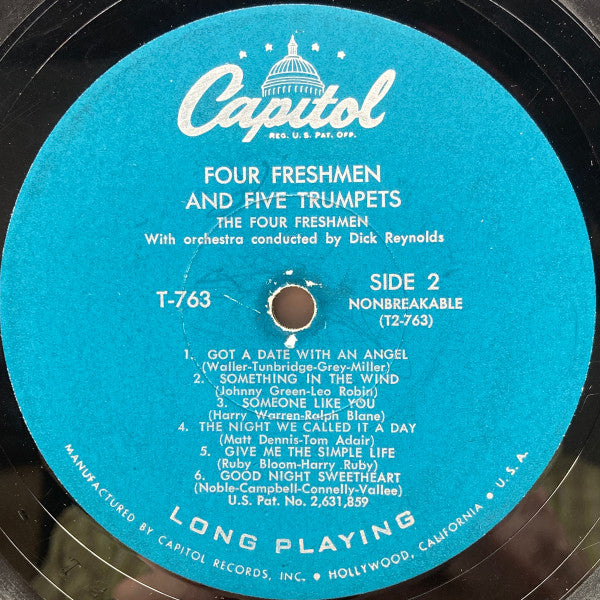 Capitol
REG. U.S. PAT. OFF.
FOUR FRESHMEN
AND FIVE TRUMPETS
THE FOUR FRESHMEN
With orchestra conducted by Dick Reynolds
T-763
SIDE 2
NONBREAKABLE
(T2-763)
1. GOT A DATE WITH AN ANGEL
(Waller-Tunbridge-Grey-Miller)
2. SOMETHING IN THE WIND
(Johnny Green-Leo Robin)
3. SOMEONE LIKE YOU
(Harry Warren-Ralph Blane)
4. THE NIGHT WE CALLED IT A DAY
(Matt Dennis-Tom Adair)
5. GIVE ME THE SIMPLE LIFE
(Ruby Bloom-Harry Ruby)
6. GOOD NIGHT SWEETHEART
(Noble-Campbell-Connelly-Vallee)
U.S. Pat. No. 2,631,859
LONG PLAYING
MANUFACTURED BY CAPITOL RECORDS, INC. • HOLLYWOOD, CALIFORNIA • U.S.A.